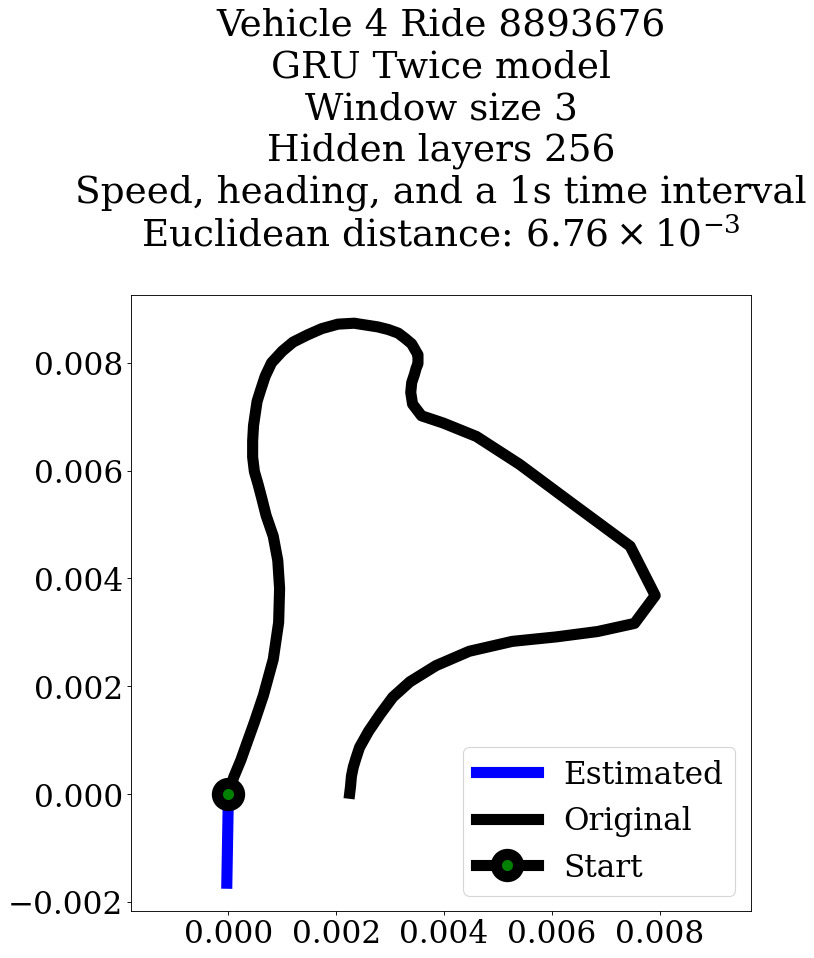 Vehicle 4 Ride 8893676
GRU Twice model
Window size 3
Hidden layers 256
Speed, heading, and a 1s time interval
Euclidean distance: 6.76 × 10⁻³
0.008
0.006
0.004
0.002
0.000
−0.002
0.000 0.002 0.004 0.006 0.008
Estimated
Original
Start